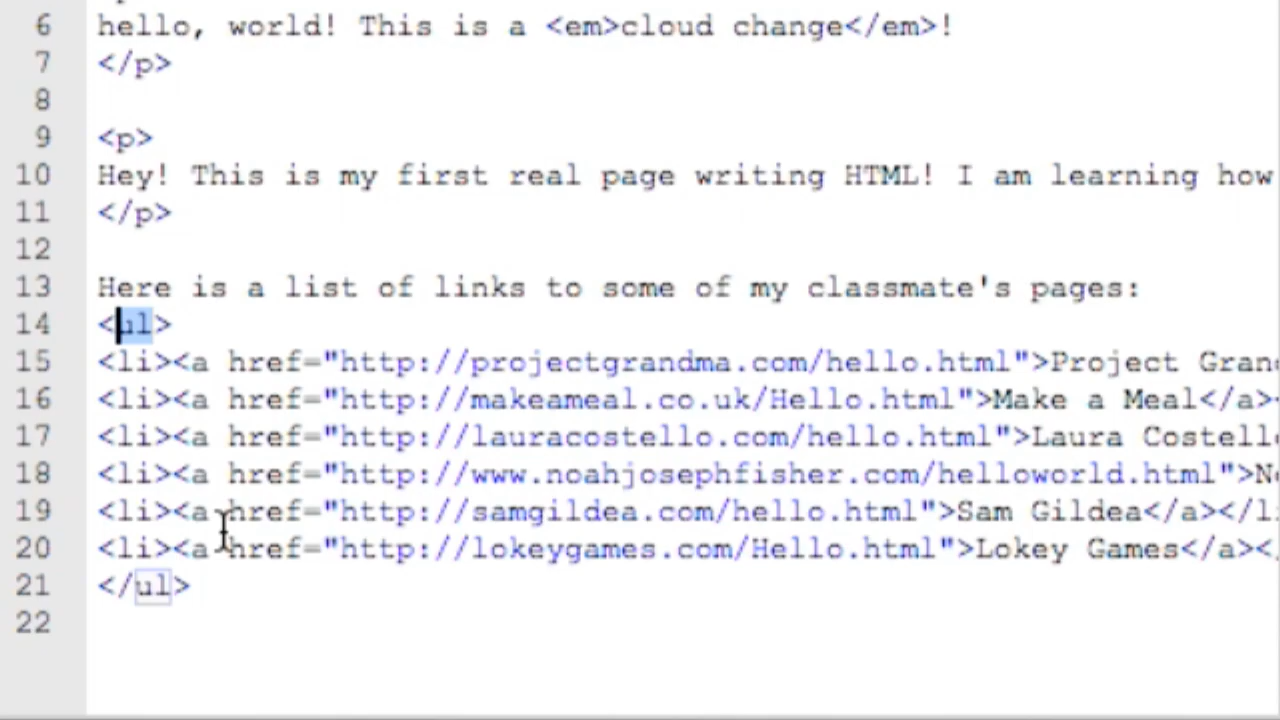 6 hello, world! This is a <em>cloud change</em>!
7 </p>
8
9 <p>
10 Hey! This is my first real page writing HTML! I am learning how
11 </p>
12
13 Here is a list of links to some of my classmate's pages:
14 <ul>
15 <li><a href="http://projectgrandma.com/hello.html">Project Gran
16 <li><a href="http://makeameal.co.uk/Hello.html">Make a Meal</a>
17 <li><a href="http://lauracostello.com/hello.html">Laura Costell
18 <li><a href="http://www.noahjosephfisher.com/helloworld.html">N
19 <li><a href="http://samgildea.com/hello.html">Sam Gildea</a></l
20 <li><a href="http://lokeygames.com/Hello.html">Lokey Games</a><
21 </ul>
22